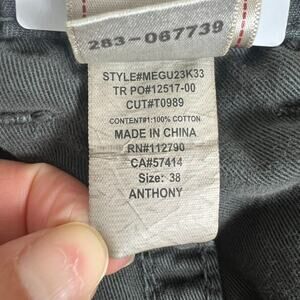 283-067739
STYLE#MEGU23K33
TR PO#12517-00
CUT#T0989
CONTENT#1:100% COTTON
MADE IN CHINA
RN#112790
CA#57414
Size: 38
ANTHONY